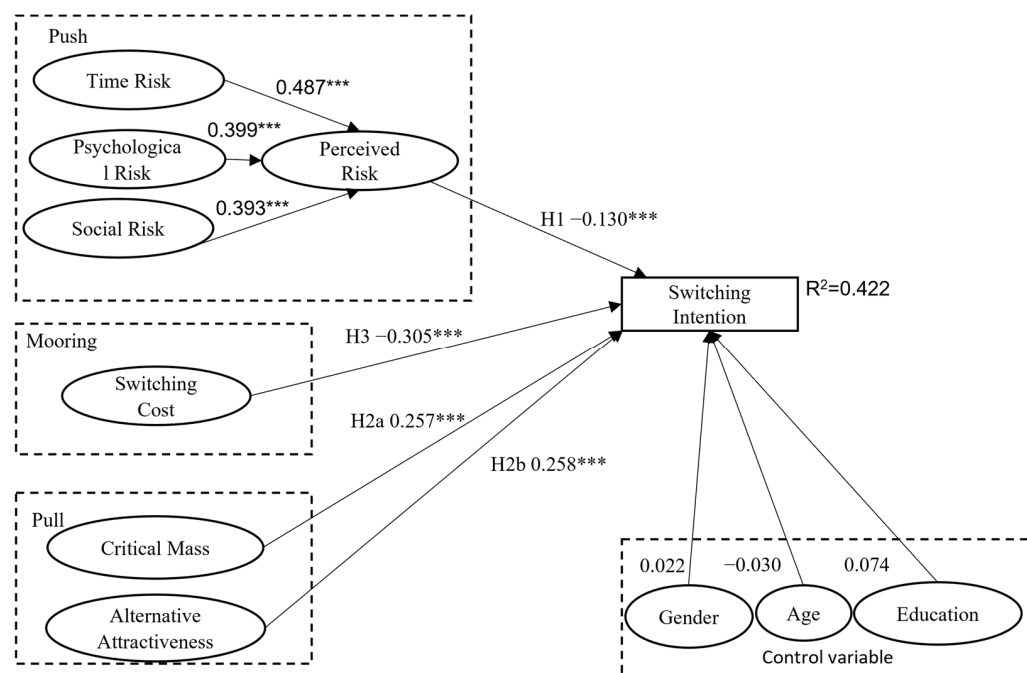 Push
Time Risk
0.487***
Psychologica
l Risk
0.399***
Perceived
Risk
Social Risk
0.393***
H1 −0.130***
Switching
Intention
R²=0.422
Mooring
Switching
Cost
H3 −0.305***
H2a 0.257***
H2b 0.258***
Pull
Critical Mass
Alternative
Attractiveness
0.022
−0.030
0.074
Gender
Age
Education
Control variable